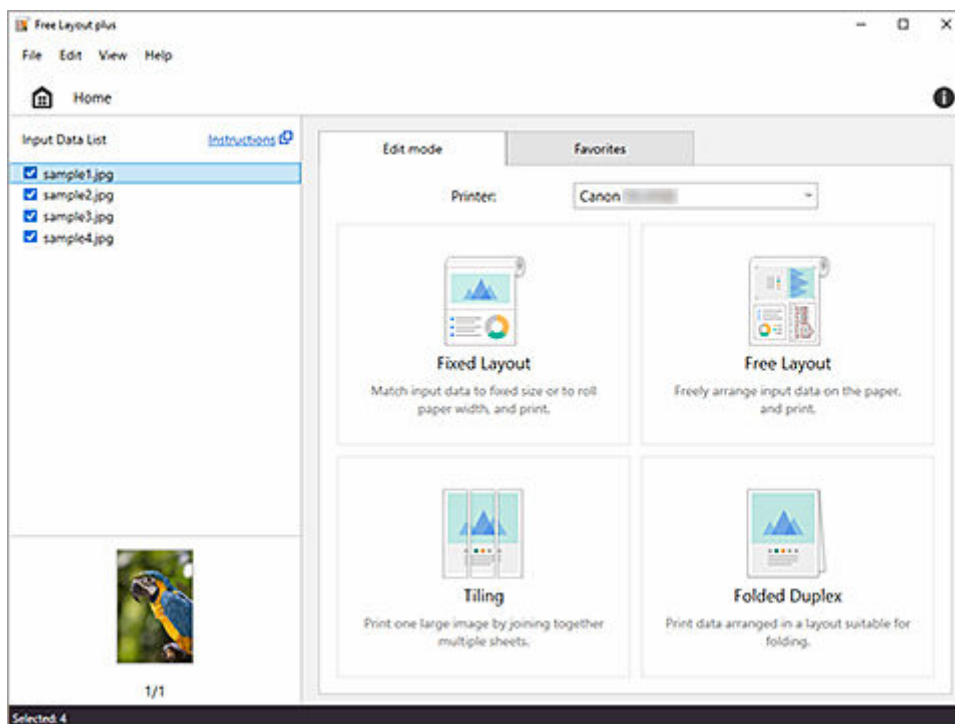 Free Layout plus
File Edit View Help
Home
Input Data List Instructions
Edit mode Favorites
sample1.jpg
sample2.jpg
sample3.jpg
sample4.jpg
Printer: Canon
Fixed Layout
Match input data to fixed size or to roll
paper width, and print.
Free Layout
Freely arrange input data on the paper,
and print.
Tiling
Print one large image by joining together
multiple sheets.
Folded Duplex
Print data arranged in a layout suitable for
folding.
1/1
Selected: 4